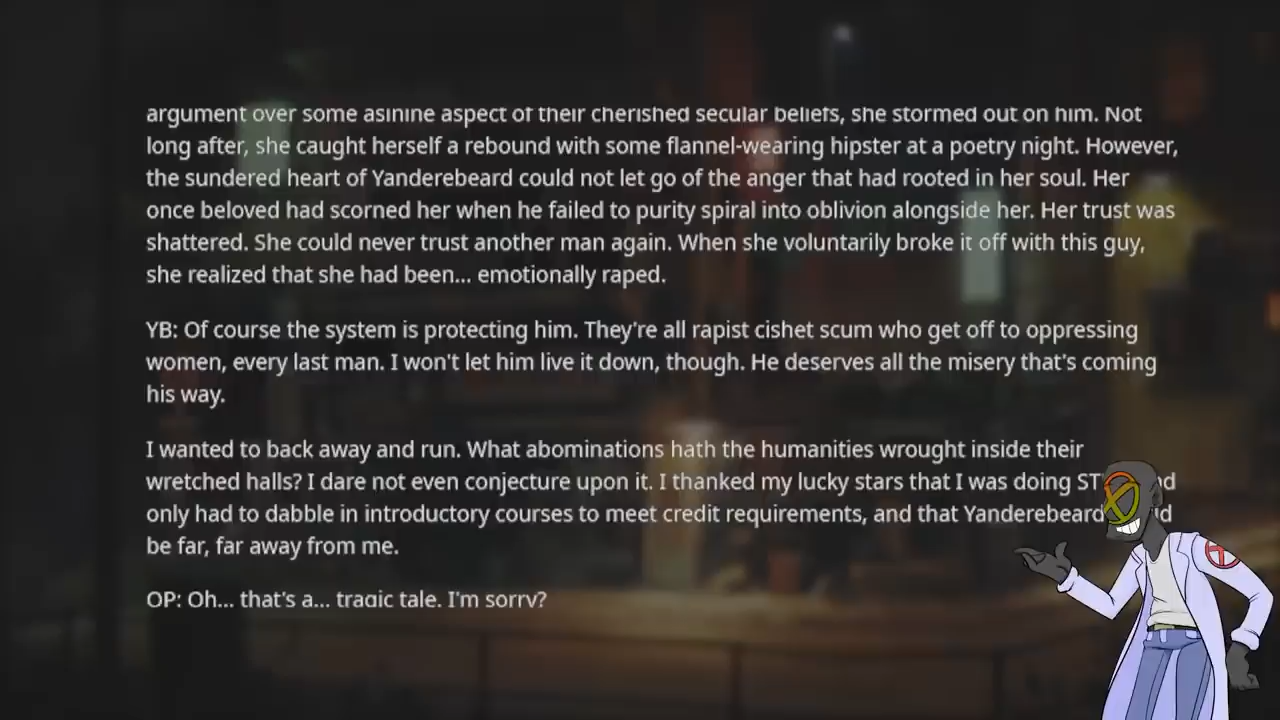 argument over some asinine aspect of their cherished secular beliefs, she stormed out on him. Not
long after, she caught herself a rebound with some flannel-wearing hipster at a poetry night. However,
the sundered heart of Yanderebeard could not let go of the anger that had rooted in her soul. Her
once beloved had scorned her when he failed to purity spiral into oblivion alongside her. Her trust was
shattered. She could never trust another man again. When she voluntarily broke it off with this guy,
she realized that she had been... emotionally raped.
YB: Of course the system is protecting him. They're all rapist cishet scum who get off to oppressing
women, every last man. I won't let him live it down, though. He deserves all the misery that's coming
his way.
I wanted to back away and run. What abominations hath the humanities wrought inside their
wretched halls? I dare not even conjecture upon it. I thanked my lucky stars that I was doing
only had to dabble in introductory courses to meet credit requirements, and that Yanderebeard
be far, far away from me.
OP: Oh... that's a... tragic tale. I'm sorry?